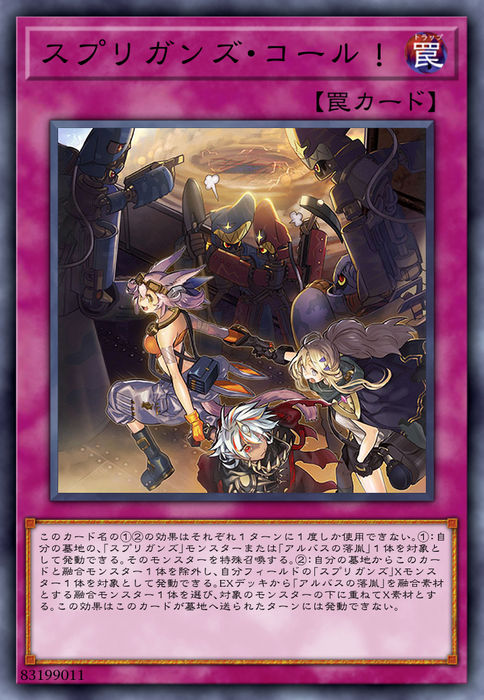 スプリガンズ・コール！
トラップ
罠
【罠カード】
このカード名の①②の効果はそれぞれ１ターンに１度しか使用できない。①：自
分の墓地の、「スプリガンズ」モンスターまたは「アルバスの落胤」１体を対象と
して発動できる。そのモンスターを特殊召喚する。②：自分の墓地からこのカー
ドと融合モンスター１体を除外し、自分フィールドの「スプリガンズ」Xモンス
ター１体を対象として発動できる。EXデッキから「アルバスの落胤」を融合素材
とする融合モンスター１体を選び、対象のモンスターの下に重ねてX素材とす
る。この効果はこのカードが墓地へ送られたターンには発動できない。
83199011